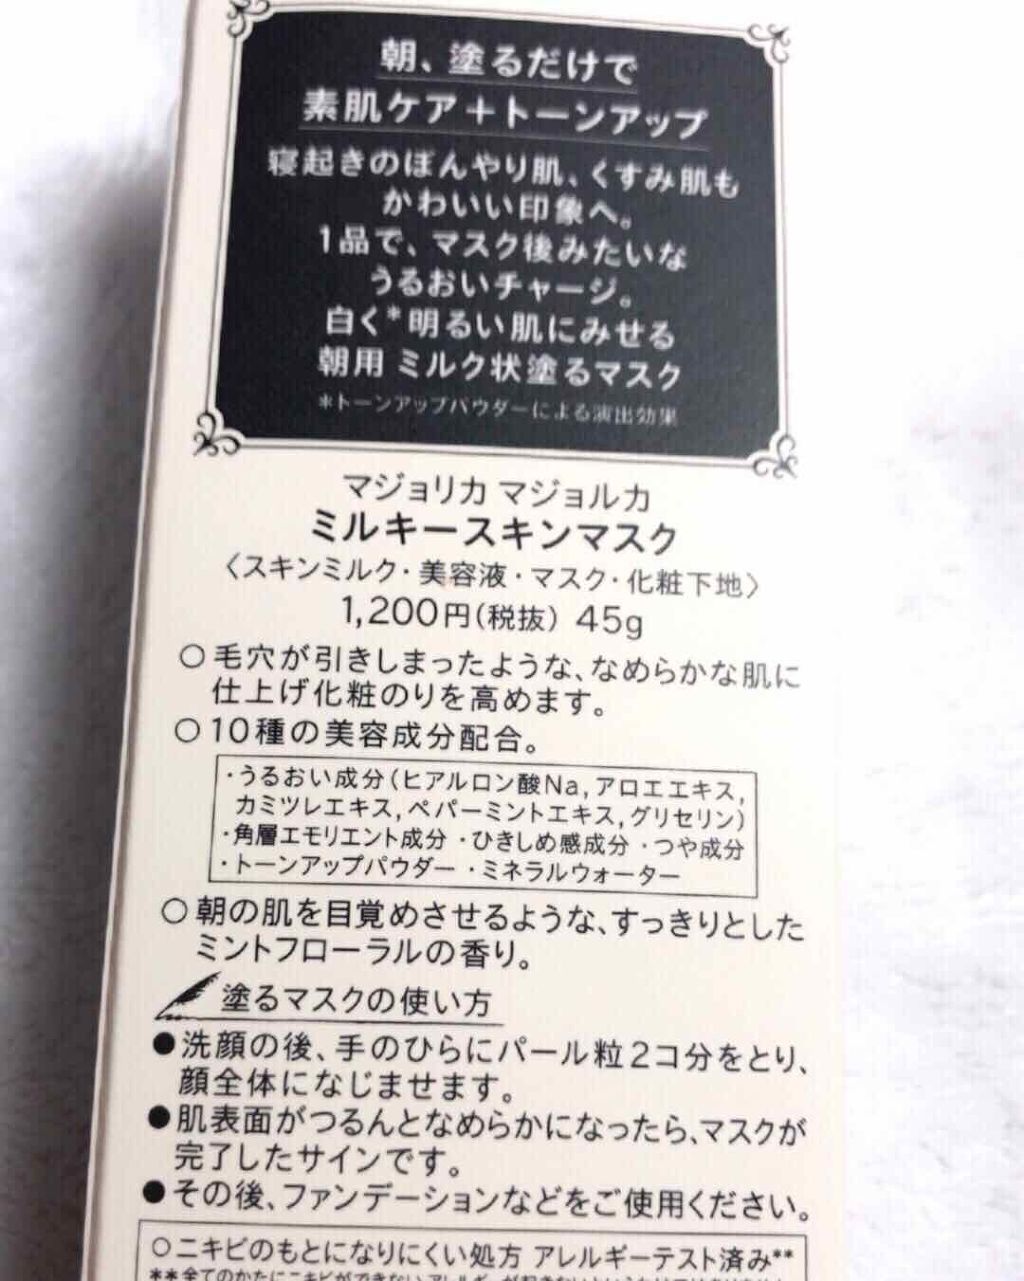 朝、塗るだけで
素肌ケア＋トーンアップ
寝起きのぼんやり肌、くすみ肌も
かわいい印象へ。
1品で、マスク後みたいな
うるおいチャージ。
白く*明るい肌にみせる
朝用 ミルク状塗るマスク
*トーンアップパウダーによる演出効果
マジョリカ マジョルカ
ミルキースキンマスク
〈スキンミルク・美容液・マスク・化粧下地〉
1,200円(税抜) 45g
○毛穴が引きしまったような、なめらかな肌に
仕上げ化粧のりを高めます。
○10種の美容成分配合。
・うるおい成分(ヒアルロン酸Na,アロエエキス,
カミツレエキス,ペパーミントエキス,グリセリン)
・角層エモリエント成分 ・ひきしめ感成分 ・つや成分
・トーンアップパウダー ・ミネラルウォーター
○朝の肌を目覚めさせるような、すっきりとした
ミントフローラルの香り。
塗るマスクの使い方
●洗顔の後、手のひらにパール粒2コ分をとり、
顔全体になじませます。
●肌表面がつるんとなめらかになったら、マスクが
完了したサインです。
●その後、ファンデーションなどをご使用ください。
○ニキビのもとになりにくい処方 アレルギーテスト済み**
**全てのかたにニキビができない